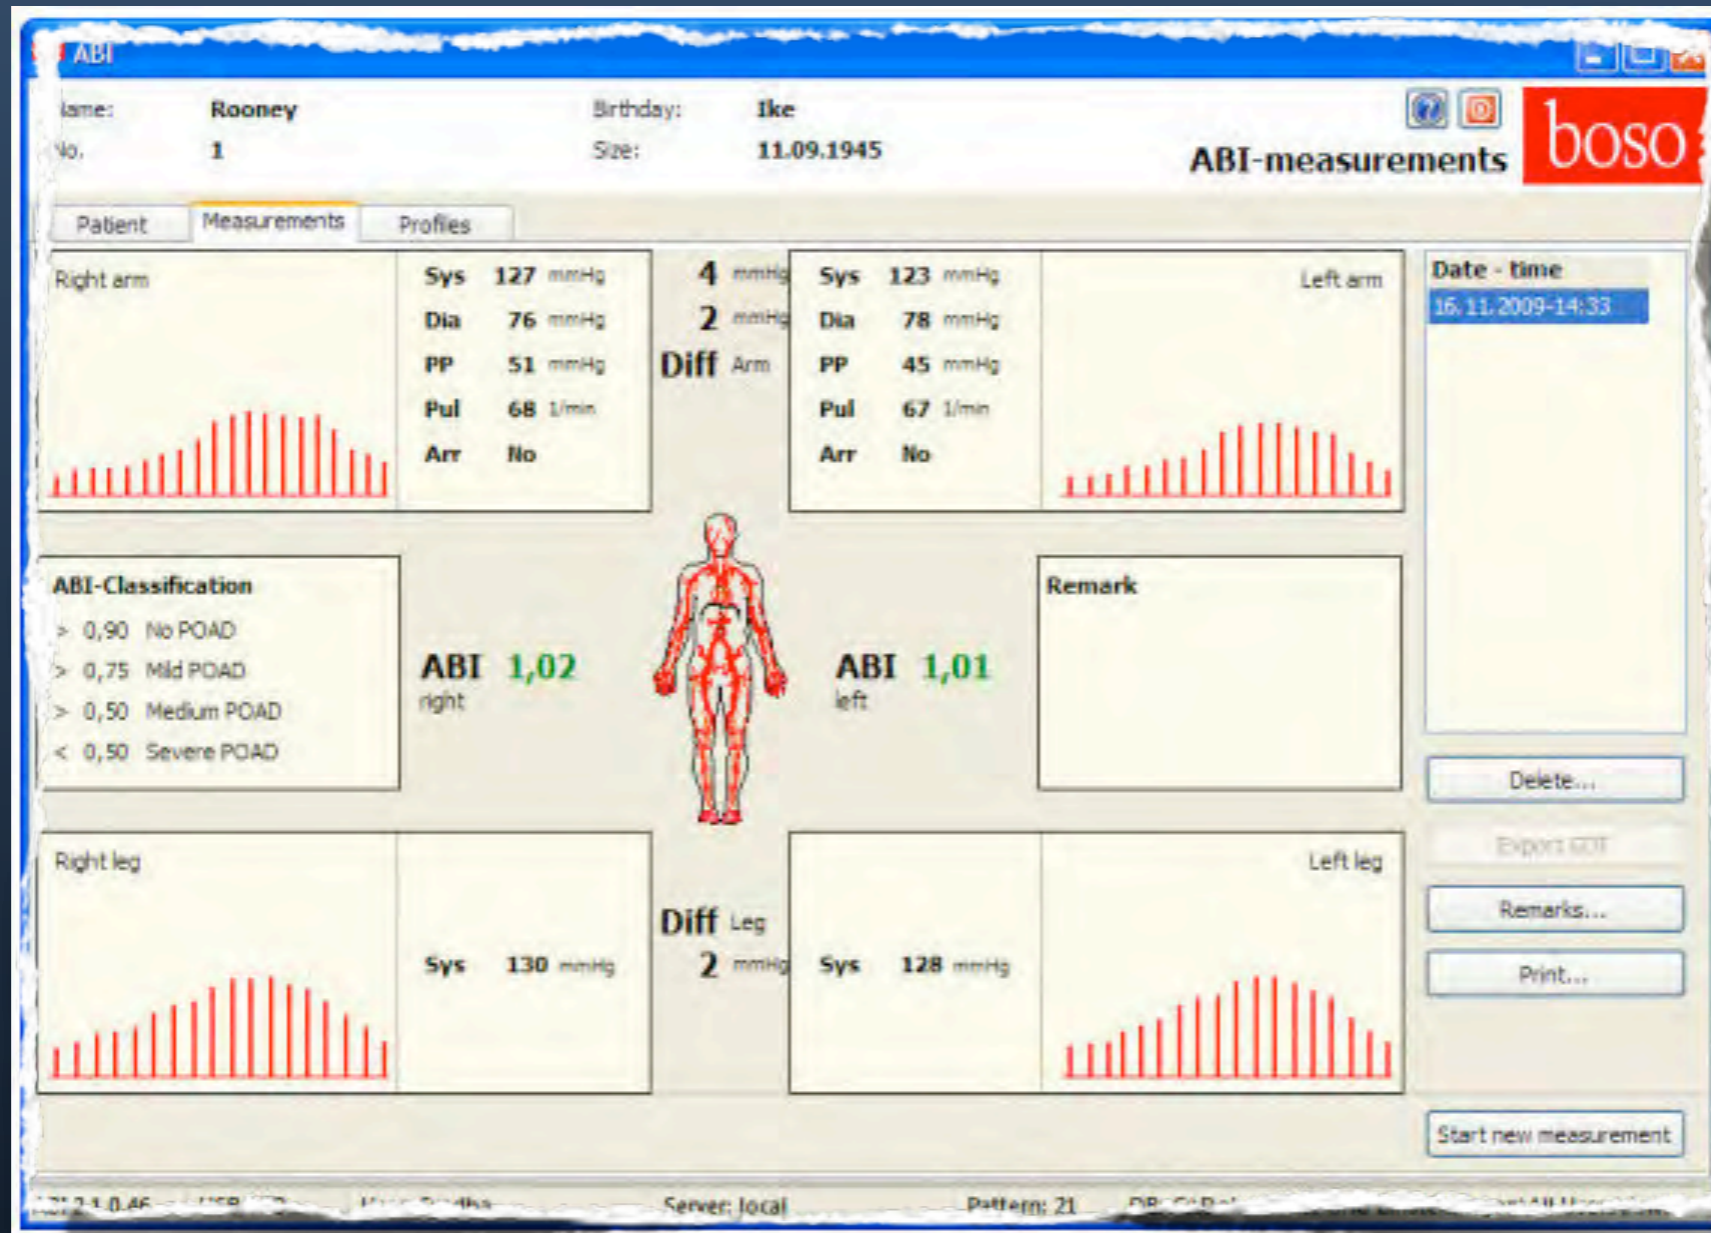 ABI
Name: Rooney Birthday: Ike
No. 1 Size: 11.09.1945
ABI-measurements
boso
Patient Measurements Profiles
Right arm
Sys 127 mmHg
Dia 76 mmHg
PP 51 mmHg
Pul 68 1/min
Arr No
4 mmHg
2 mmHg
Diff Arm
Sys 123 mmHg
Dia 78 mmHg
PP 45 mmHg
Pul 67 1/min
Arr No
Left arm
Date - time
16.11.2009-14:33
ABI-Classification
> 0,90 No POAD
> 0,75 Mild POAD
> 0,50 Medium POAD
< 0,50 Severe POAD
ABI 1,02
right
ABI 1,01
left
Remark
Delete...
Export GDT
Remarks...
Print...
Right leg
Sys 130 mmHg
Diff Leg
2 mmHg
Sys 128 mmHg
Left leg
Start new measurement
Server: local
Pattern: 21